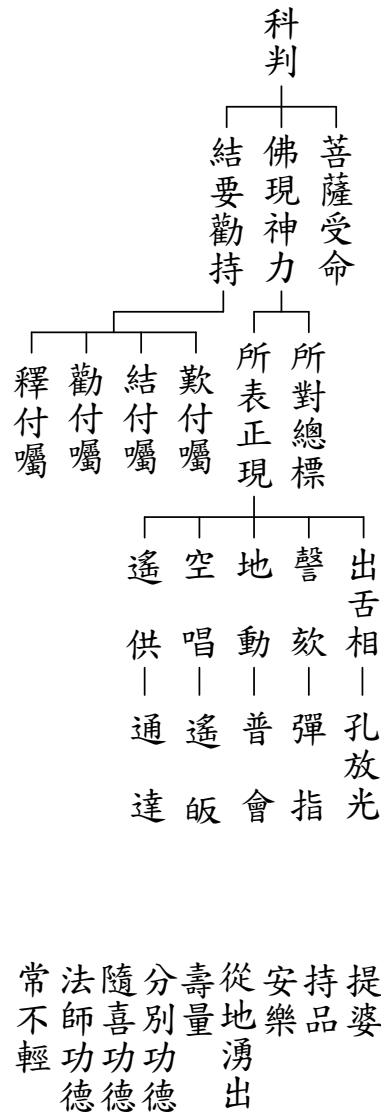 科判
菩薩受命
佛現神力
結要勸持
所對總標
所表正現
歎付囑
結付囑
勸付囑
釋付囑
出舌相
孔放光
謦欬
彈指
地動
普會
空唱
遙皈
遙供
通達
提婆
持品
安樂
從地湧出
壽量
分別功德
隨喜功德
法師功德
常不輕